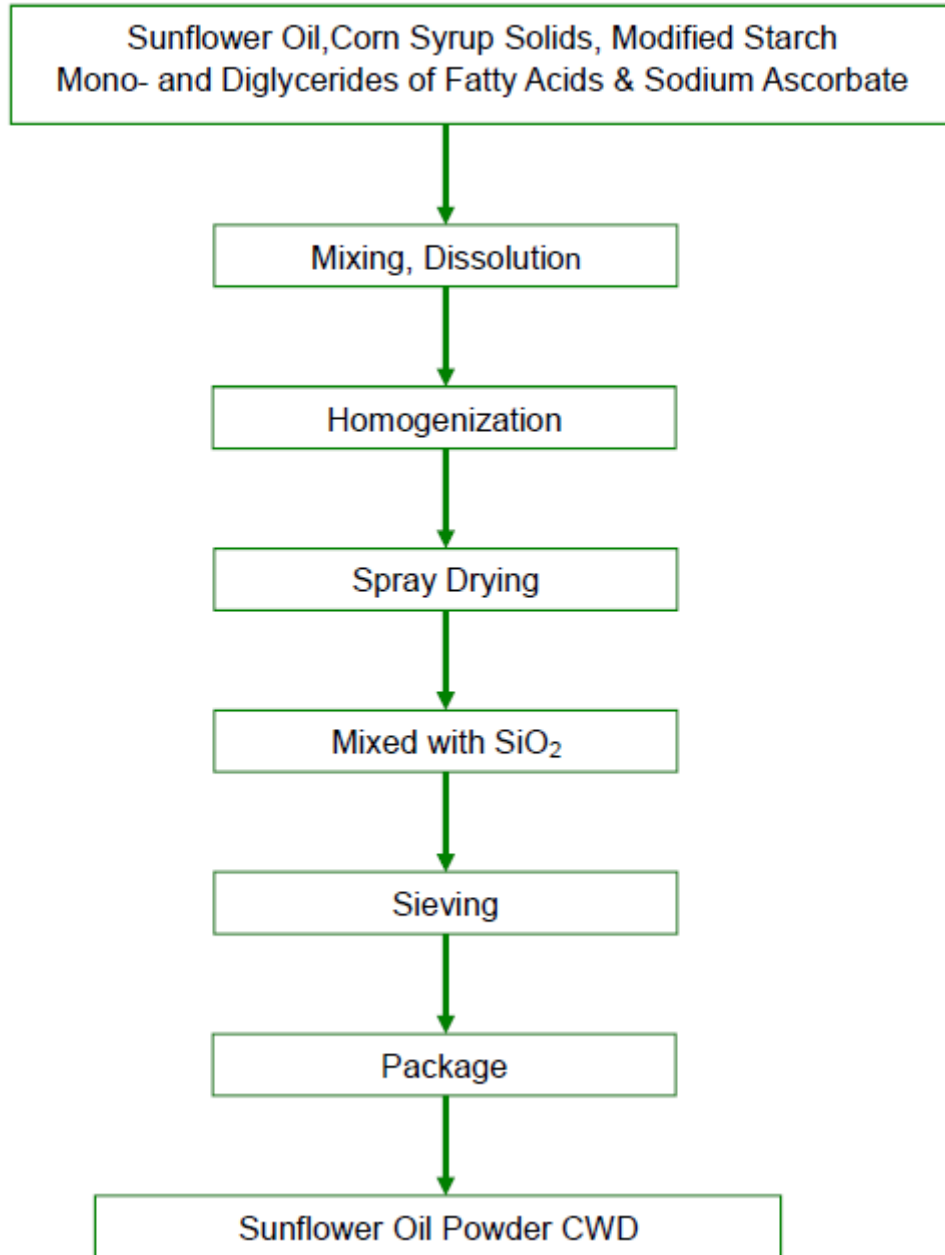 Sunflower Oil,Corn Syrup Solids, Modified Starch
Mono- and Diglycerides of Fatty Acids & Sodium Ascorbate
Mixing, Dissolution
Homogenization
Spray Drying
Mixed with SiO₂
Sieving
Package
Sunflower Oil Powder CWD